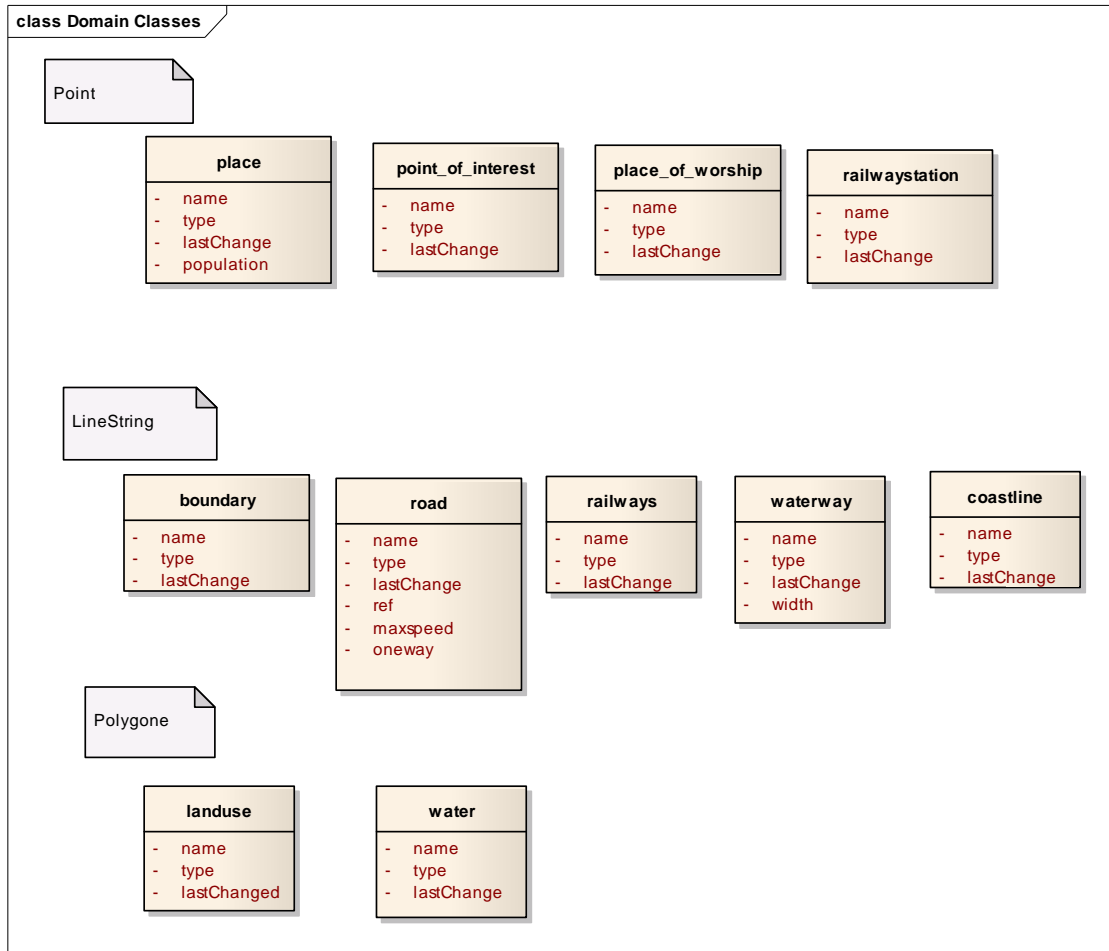 class Domain Classes
Point
place
- name
- type
- lastChange
- population
point_of_interest
- name
- type
- lastChange
place_of_worship
- name
- type
- lastChange
railwaystation
- name
- type
- lastChange
LineString
boundary
- name
- type
- lastChange
road
- name
- type
- lastChange
- ref
- maxspeed
- oneway
railways
- name
- type
- lastChange
waterway
- name
- type
- lastChange
- width
coastline
- name
- type
- lastChange
Polygone
landuse
- name
- type
- lastChanged
water
- name
- type
- lastChange